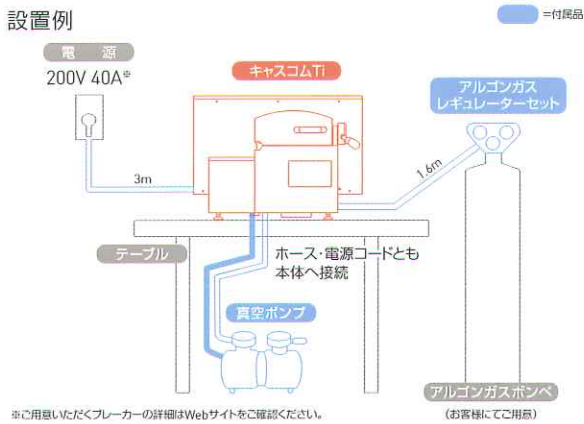 設置例
=付属品
電 源
200V 40A※
キャスコムTi
アルゴンガス
レギュレーターセット
3m
1.6m
テーブル
ホース・電源コードとも
本体へ接続
真空ポンプ
アルゴンガスボンベ
(お客様にてご用意)
※ご用意いただくブレーカーの詳細はWebサイトをご確認ください。